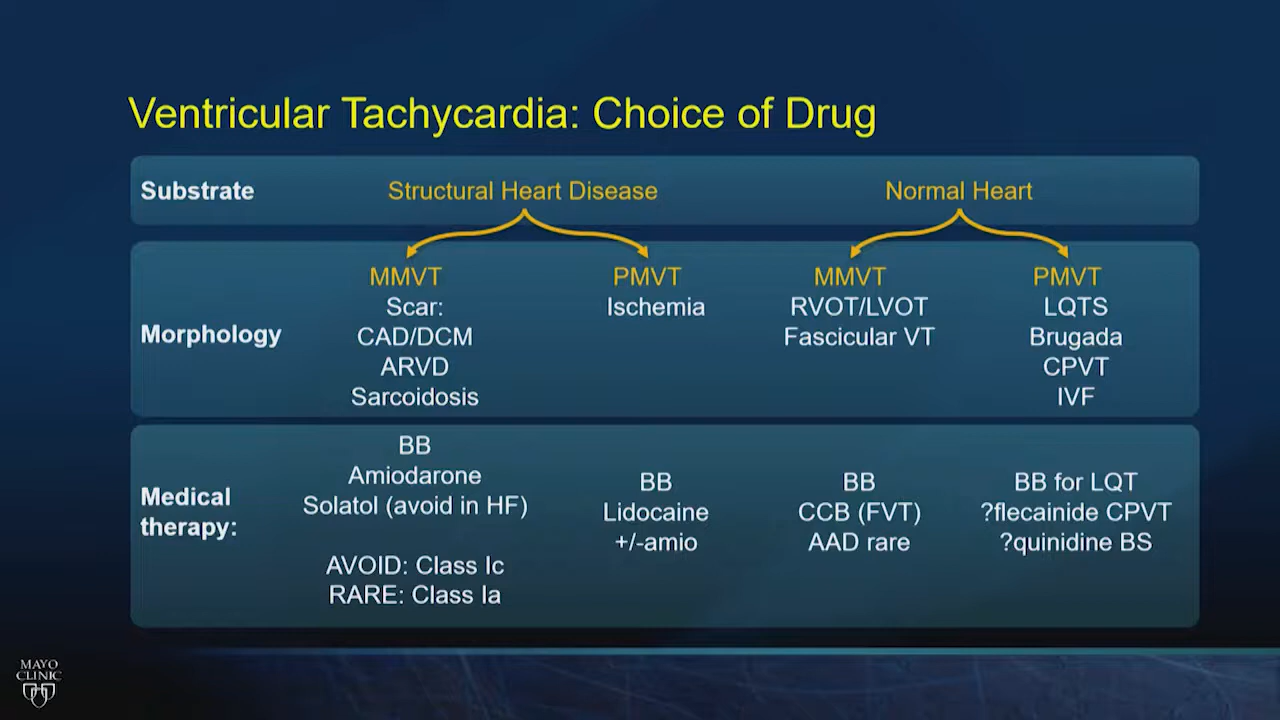 Ventricular Tachycardia: Choice of Drug
Substrate
Structural Heart Disease
Normal Heart
Morphology
MMVT
Scar:
CAD/DCM
ARVD
Sarcoidosis
PMVT
Ischemia
MMVT
RVOT/LVOT
Fascicular VT
PMVT
LQTS
Brugada
CPVT
IVF
Medical
therapy:
BB
Amiodarone
Solatol (avoid in HF)
AVOID: Class Ic
RARE: Class Ia
BB
Lidocaine
+/-amio
BB
CCB (FVT)
AAD rare
BB for LQT
?flecainide CPVT
?quinidine BS
MAYO
CLINIC